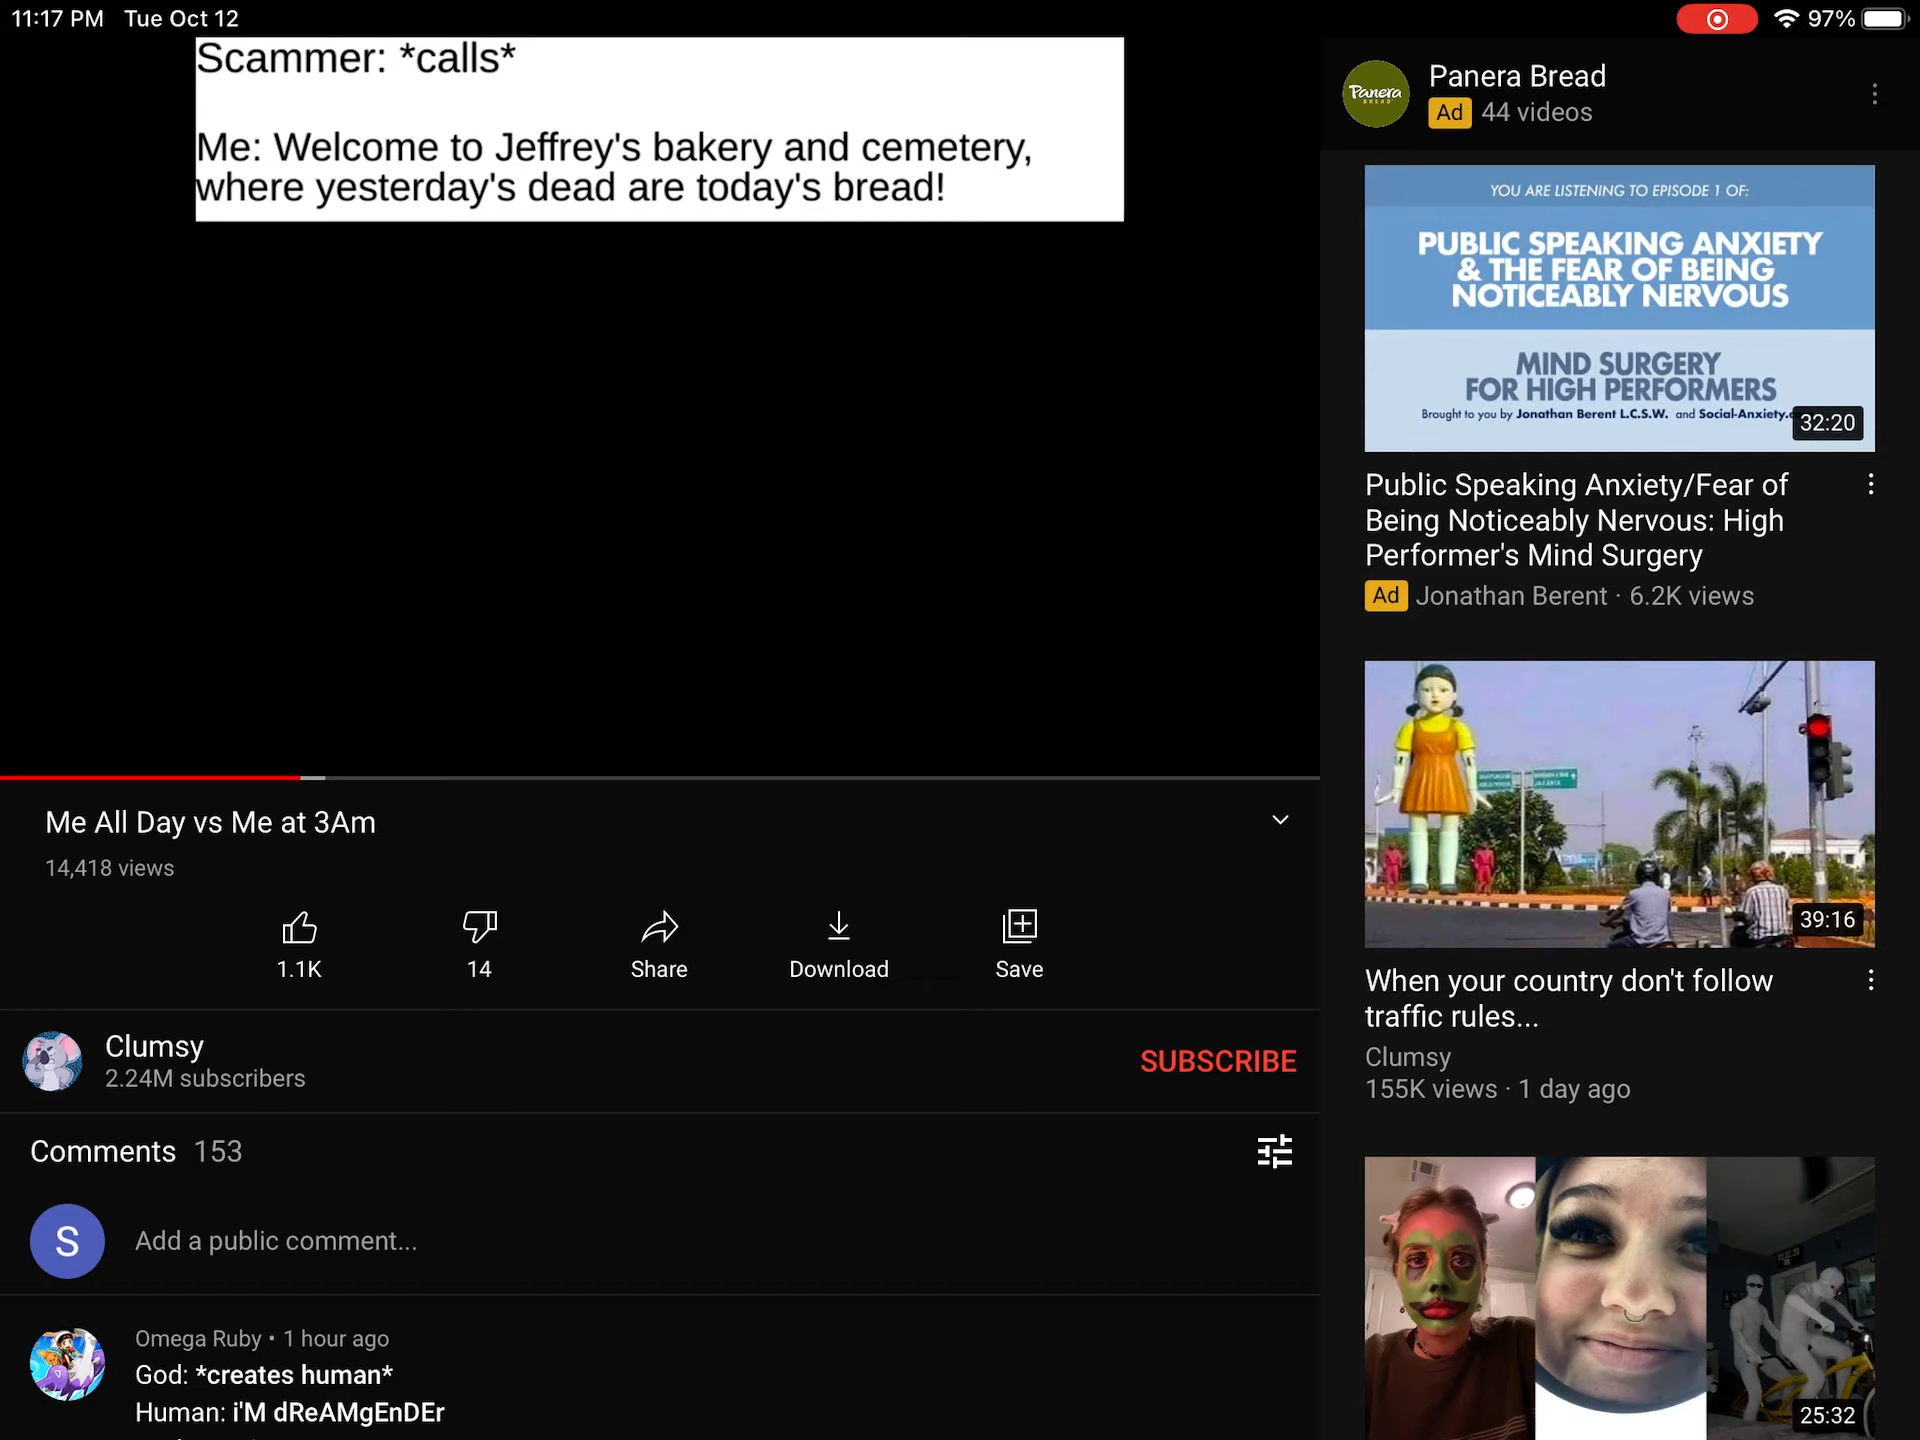 11:17 PM Tue Oct 12
97%
Scammer: *calls*
Me: Welcome to Jeffrey's bakery and cemetery,
where yesterday's dead are today's bread!
Me All Day vs Me at 3Am
14,418 views
1.1K
14
Share
Download
Save
Clumsy
2.24M subscribers
SUBSCRIBE
Comments 153
S
Add a public comment...
Omega Ruby • 1 hour ago
God: *creates human*
Human: i'M dReAMgEnDEr
Panera
BREAD
Panera Bread
Ad 44 videos
YOU ARE LISTENING TO EPISODE 1 OF:
PUBLIC SPEAKING ANXIETY
& THE FEAR OF BEING
NOTICEABLY NERVOUS
MIND SURGERY
FOR HIGH PERFORMERS
Brought to you by Jonathan Berent L.C.S.W. and Social-Anxiety.
32:20
Public Speaking Anxiety/Fear of
Being Noticeably Nervous: High
Performer's Mind Surgery
Ad Jonathan Berent · 6.2K views
39:16
When your country don't follow
traffic rules...
Clumsy
155K views · 1 day ago
25:32